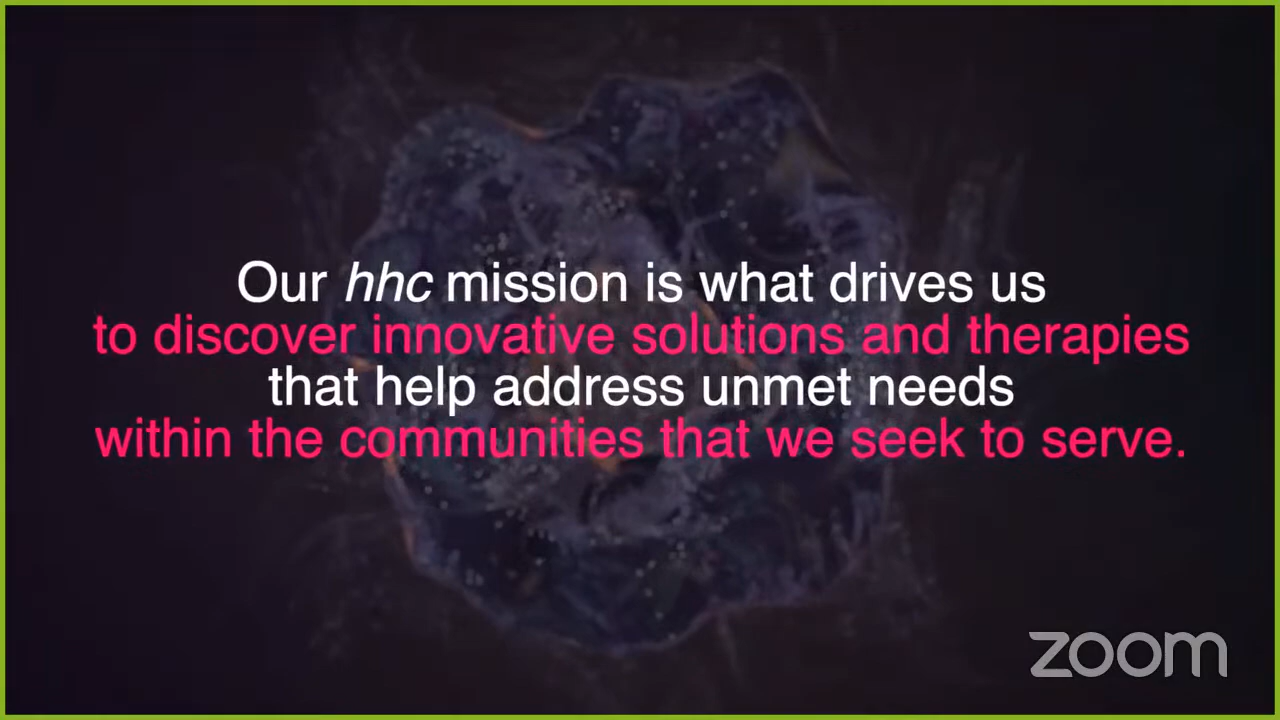 Our hhc mission is what drives us
to discover innovative solutions and therapies
that help address unmet needs
within the communities that we seek to serve.
zoom